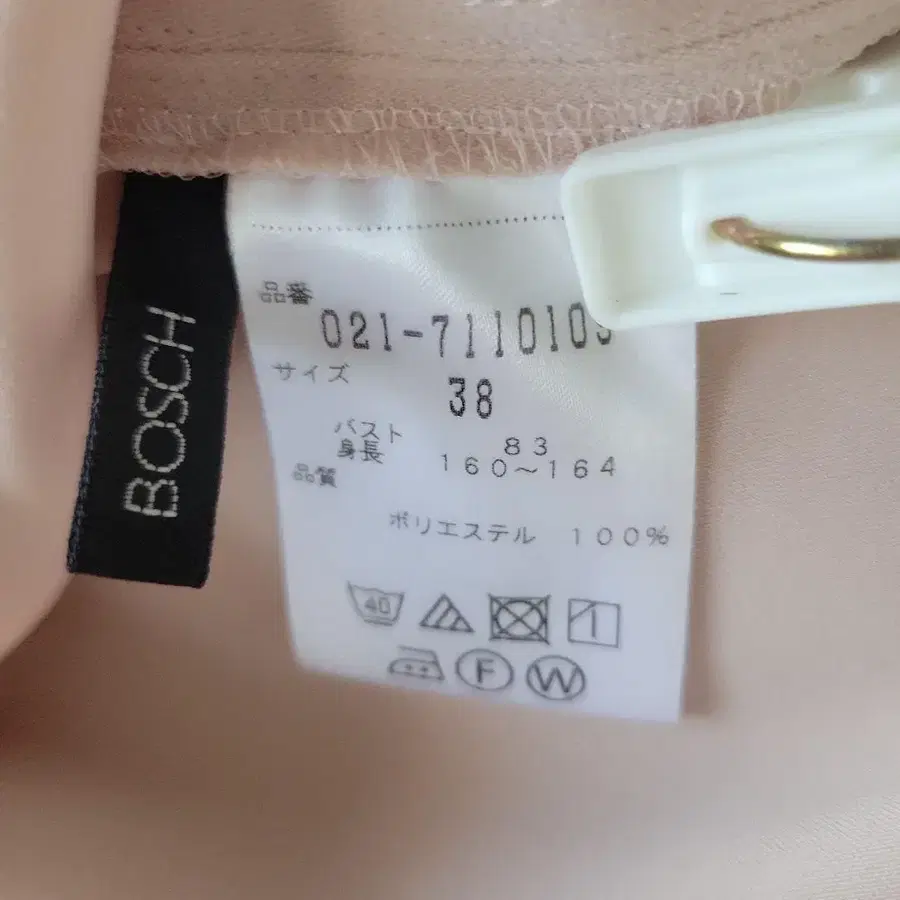 BOSCH
品番
021-7110103
サイズ
38
バスト 83
身長 160～164
品質
ポリエステル 100%
40
F
W